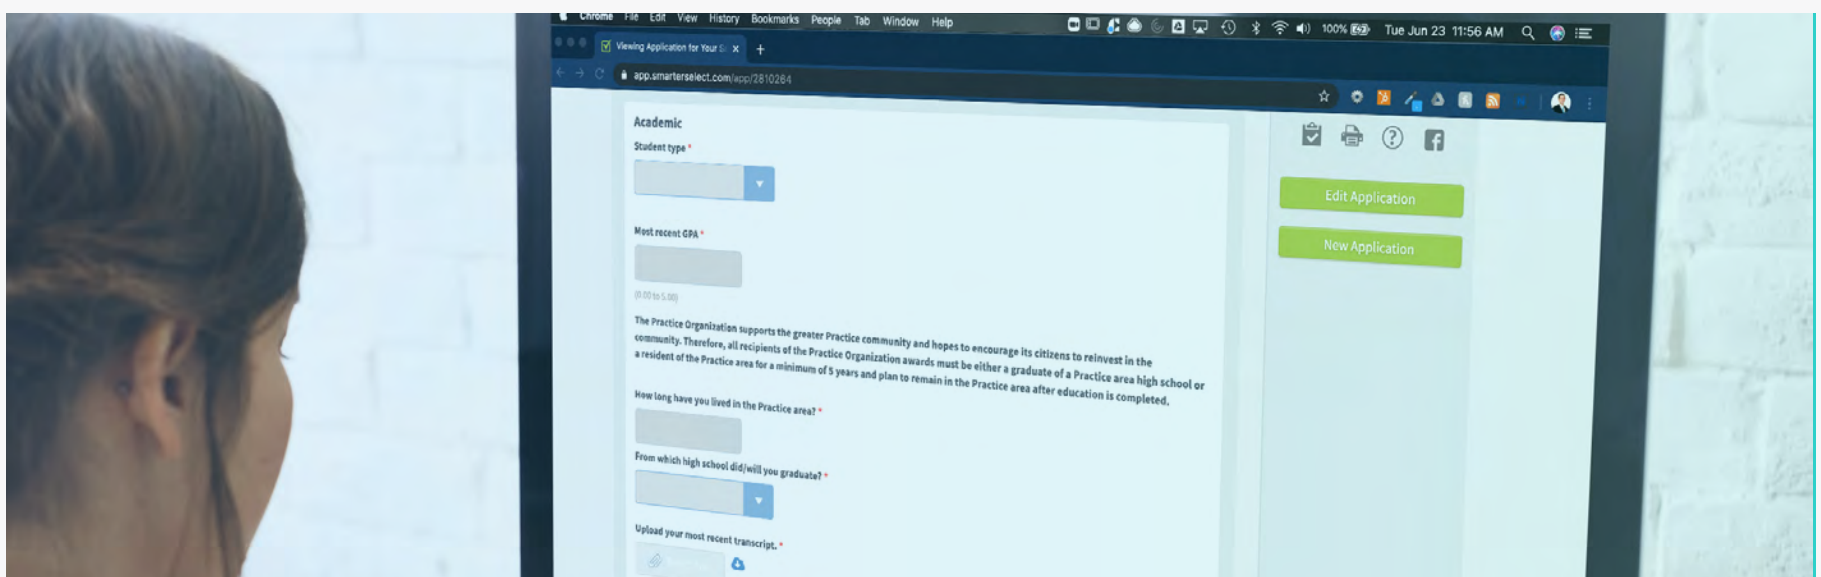 Chrome File Edit View History Bookmarks People Tab Window Help 100% Tue Jun 23 11:56 AM
Viewing Application for Your Sc x +
app.smarterselect.com/app/2810264
Academic
Student type *
Edit Application
Most recent GPA *
New Application
(0.00 to 5.00)
The Practice Organization supports the greater Practice community and hopes to encourage its citizens to reinvest in the
community. Therefore, all recipients of the Practice Organization awards must be either a graduate of a Practice area high school or
a resident of the Practice area for a minimum of 5 years and plan to remain in the Practice area after education is completed.
How long have you lived in the Practice area? *
From which high school did/will you graduate? *
Upload your most recent transcript. *